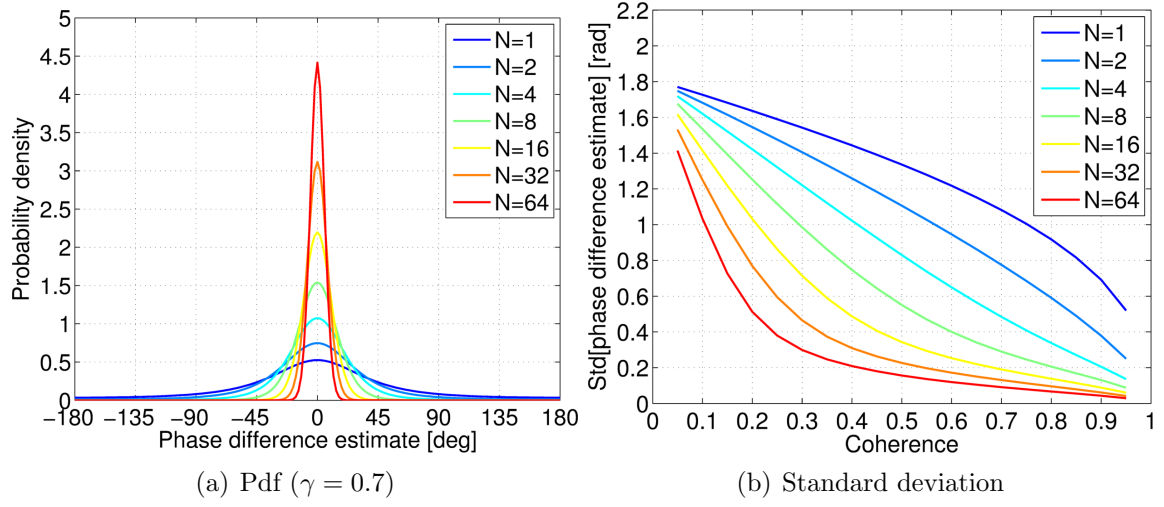 5
4.5
4
3.5
3
2.5
2
1.5
1
0.5
0
Probability density
−180 −135 −90 −45 0 45 90 135 180
Phase difference estimate [deg]
N=1
N=2
N=4
N=8
N=16
N=32
N=64
(a) Pdf (γ = 0.7)
2.2
2
1.8
1.6
1.4
1.2
1
0.8
0.6
0.4
0.2
0
Std[phase difference estimate] [rad]
0 0.1 0.2 0.3 0.4 0.5 0.6 0.7 0.8 0.9 1
Coherence
N=1
N=2
N=4
N=8
N=16
N=32
N=64
(b) Standard deviation